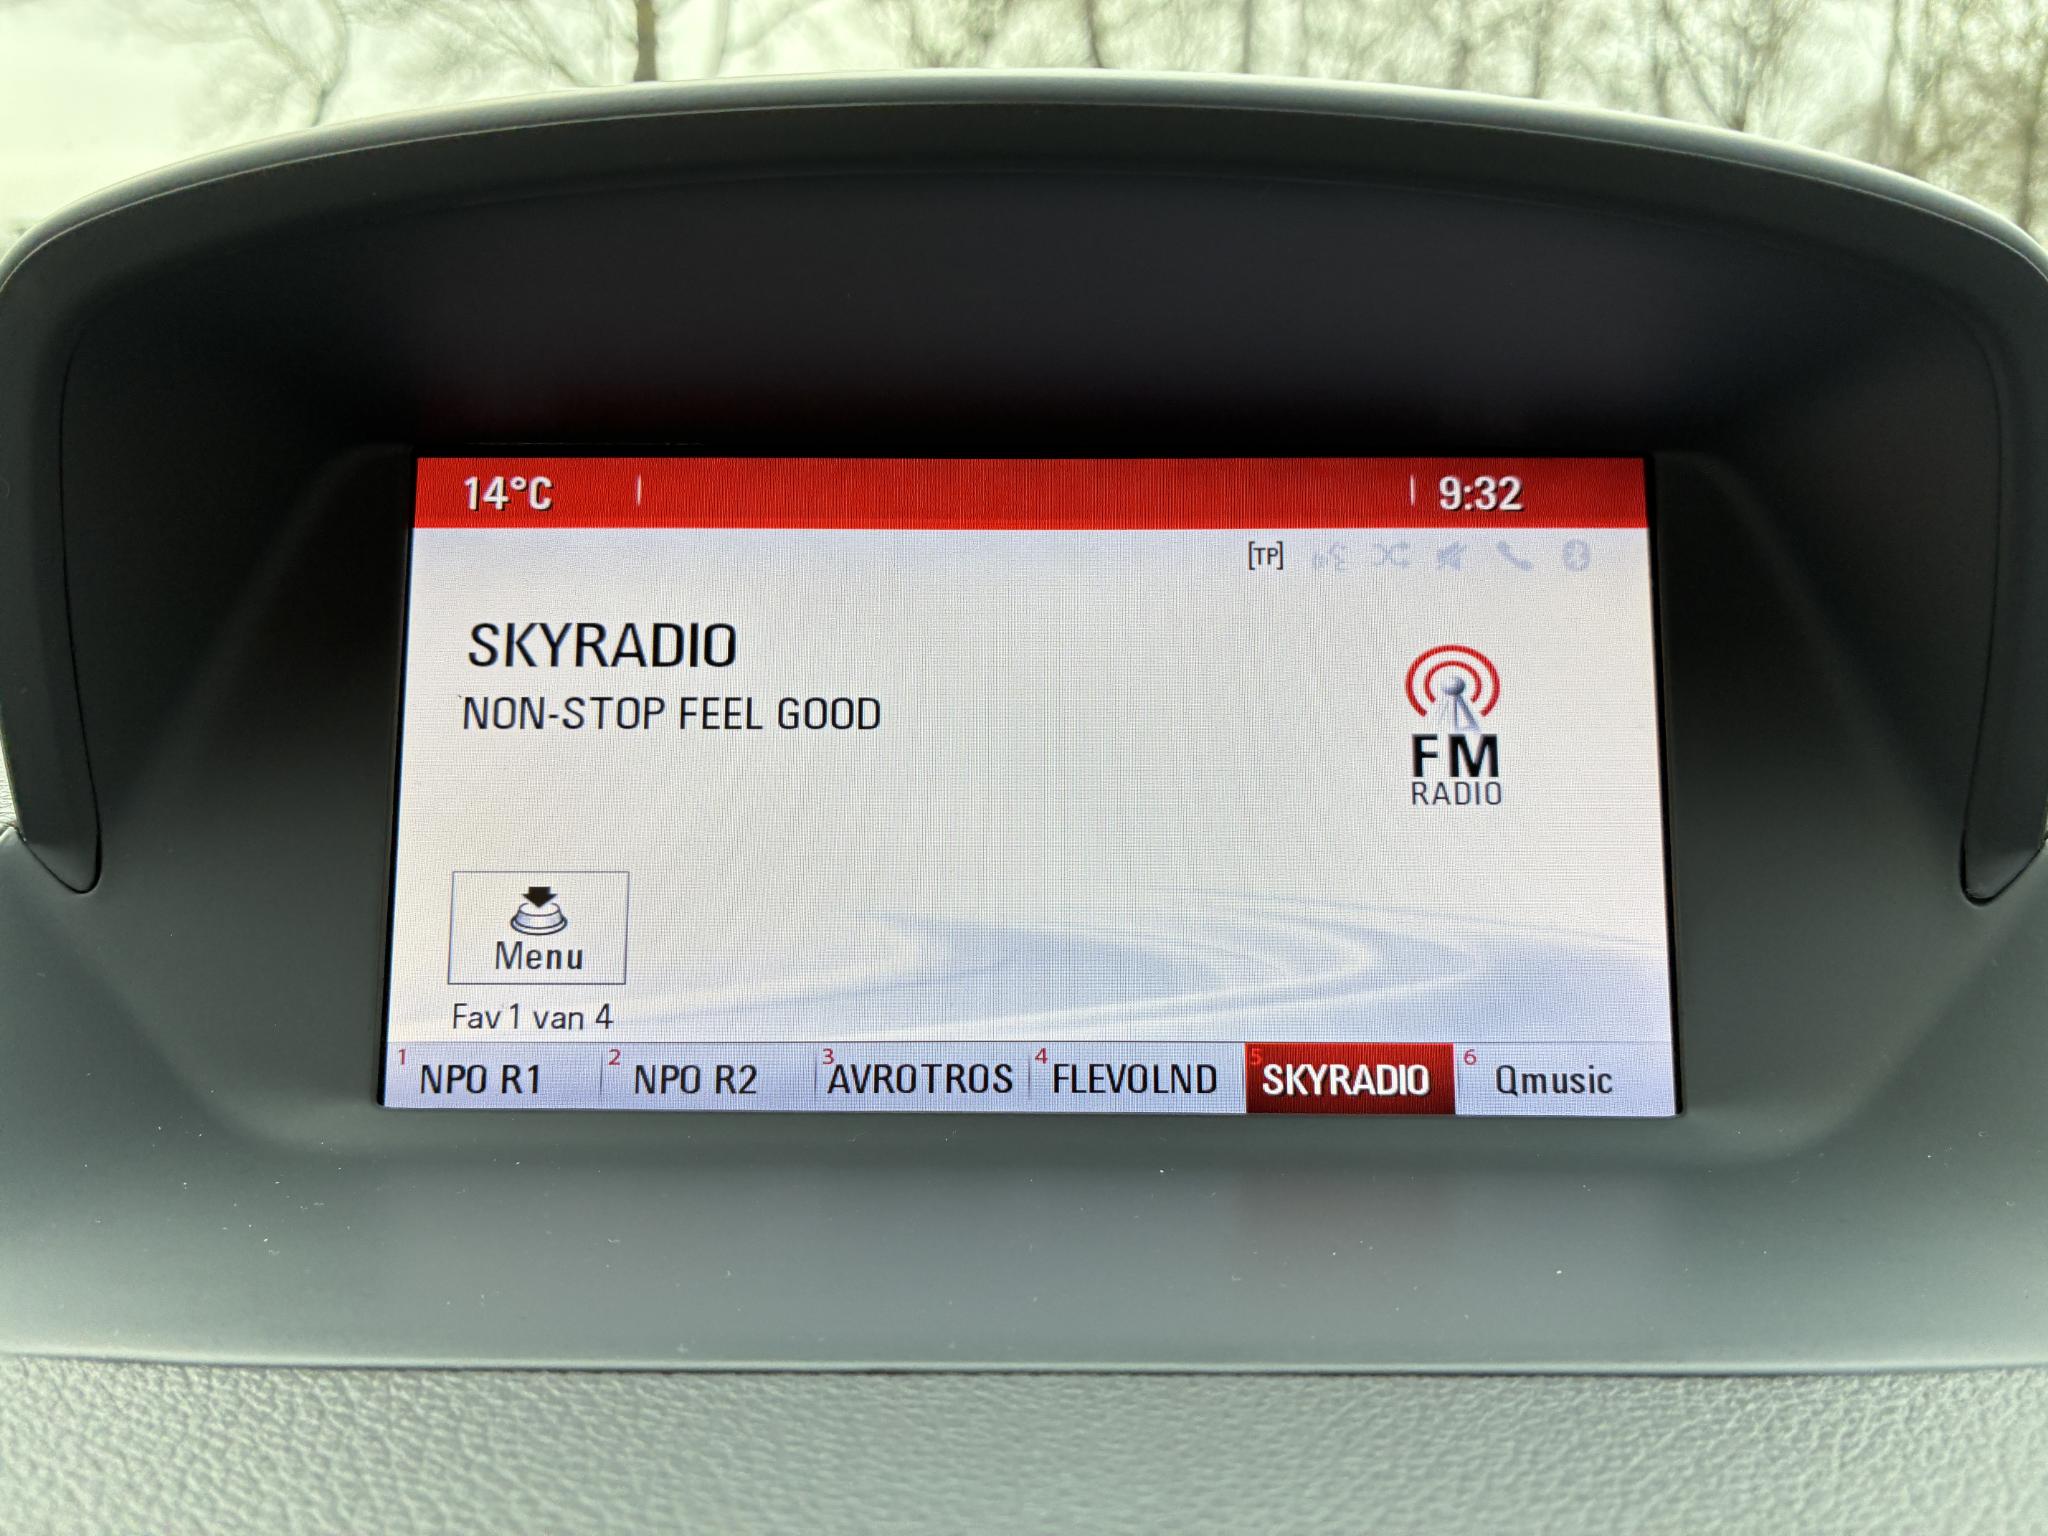 14°C 9:32
[TP]
SKYRADIO
NON-STOP FEEL GOOD
FM
RADIO
Menu
Fav 1 van 4
1 NPO R1 2 NPO R2 3 AVROTROS 4 FLEVOLND 5 SKYRADIO 6 Qmusic